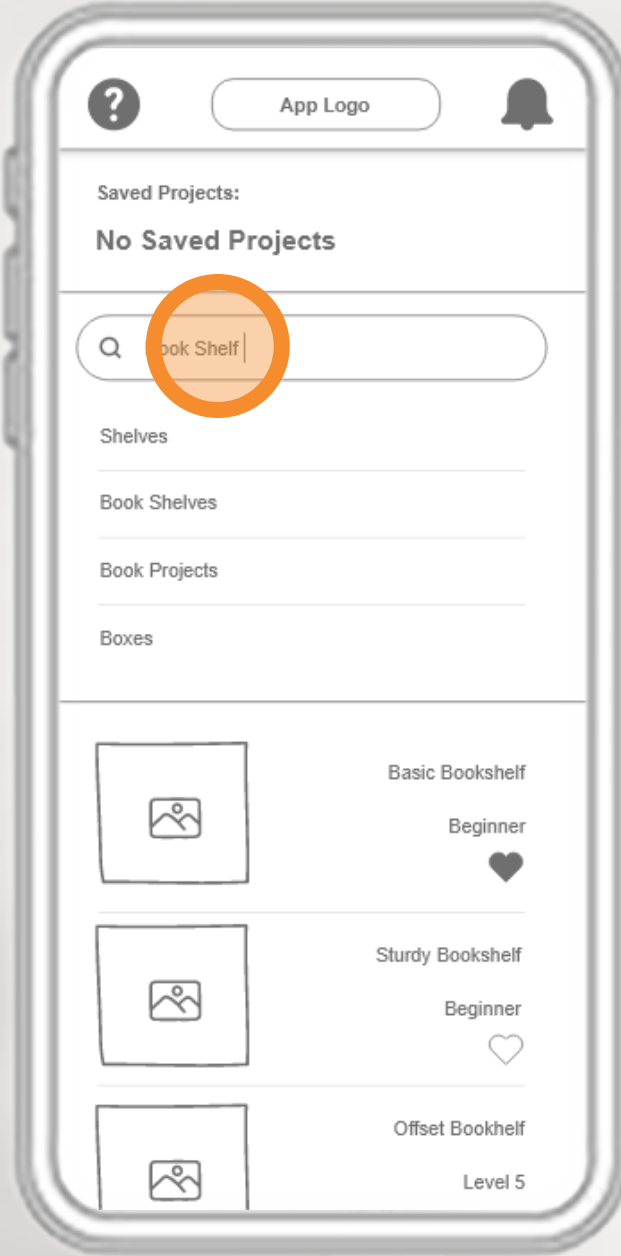 ?
App Logo
Saved Projects:
No Saved Projects
ook Shelf
Shelves
Book Shelves
Book Projects
Boxes
Basic Bookshelf
Beginner
Sturdy Bookshelf
Beginner
Offset Bookhelf
Level 5